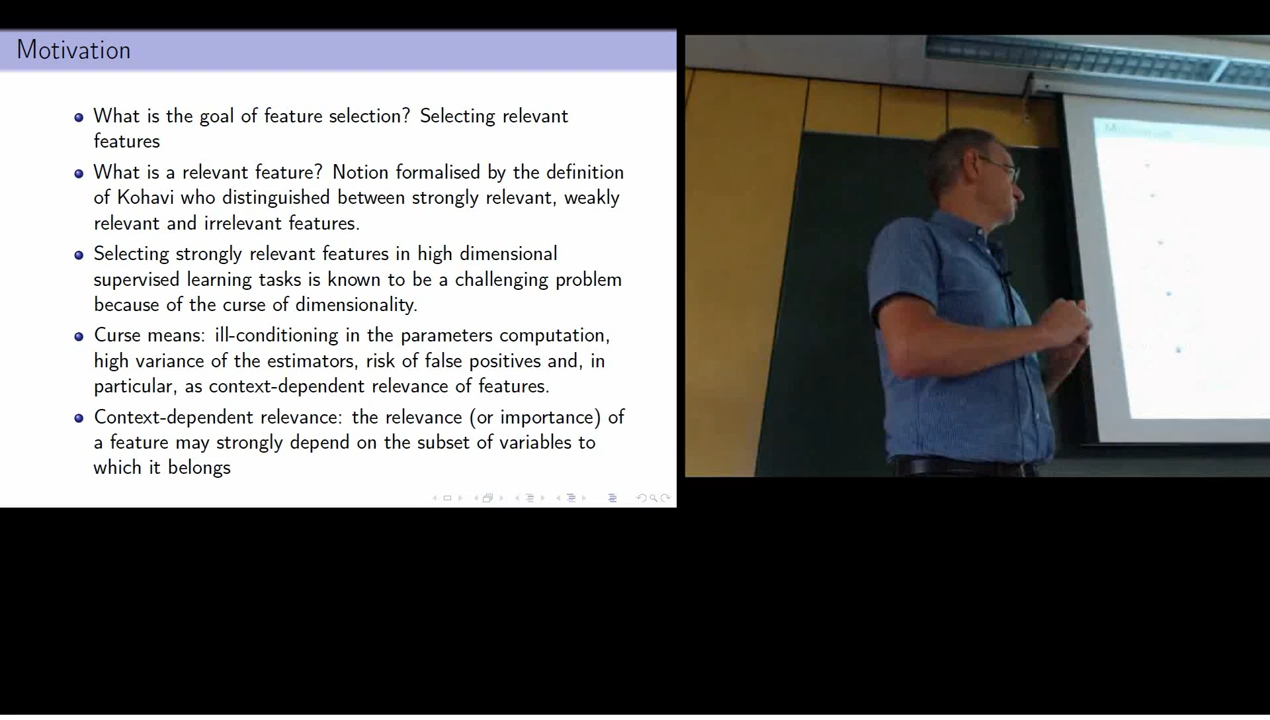 Motivation
What is the goal of feature selection? Selecting relevant
features
What is a relevant feature? Notion formalised by the definition
of Kohavi who distinguished between strongly relevant, weakly
relevant and irrelevant features.
Selecting strongly relevant features in high dimensional
supervised learning tasks is known to be a challenging problem
because of the curse of dimensionality.
Curse means: ill-conditioning in the parameters computation,
high variance of the estimators, risk of false positives and, in
particular, as context-dependent relevance of features.
Context-dependent relevance: the relevance (or importance) of
a feature may strongly depend on the subset of variables to
which it belongs
Motivation